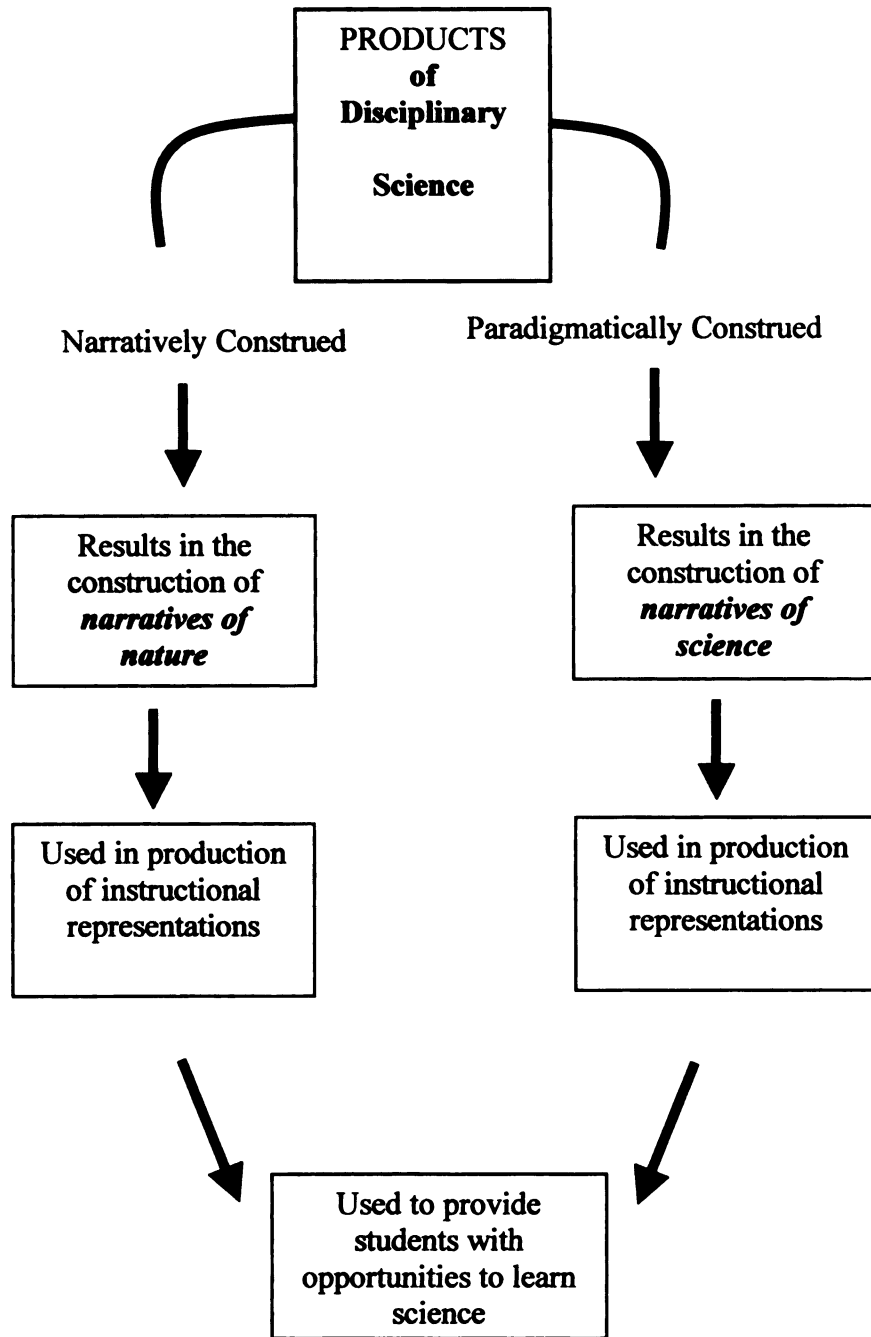 PRODUCTS
of
Disciplinary
Science
Narratively Construed
Paradigmatically Construed
Results in the
construction of
narratives of
nature
Results in the
construction of
narratives of
science
Used in production
of instructional
representations
Used in production
of instructional
representations
Used to provide
students with
opportunities to learn
science